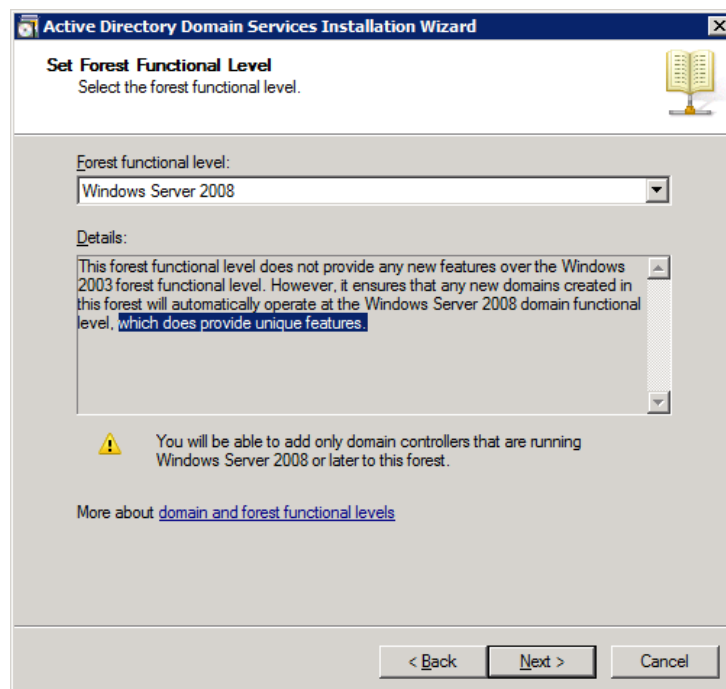 Active Directory Domain Services Installation Wizard
Set Forest Functional Level
Select the forest functional level.
Forest functional level:
Windows Server 2008
Details:
This forest functional level does not provide any new features over the Windows
2003 forest functional level. However, it ensures that any new domains created in
this forest will automatically operate at the Windows Server 2008 domain functional
level, which does provide unique features.
You will be able to add only domain controllers that are running
Windows Server 2008 or later to this forest.
More about domain and forest functional levels
< Back Next > Cancel